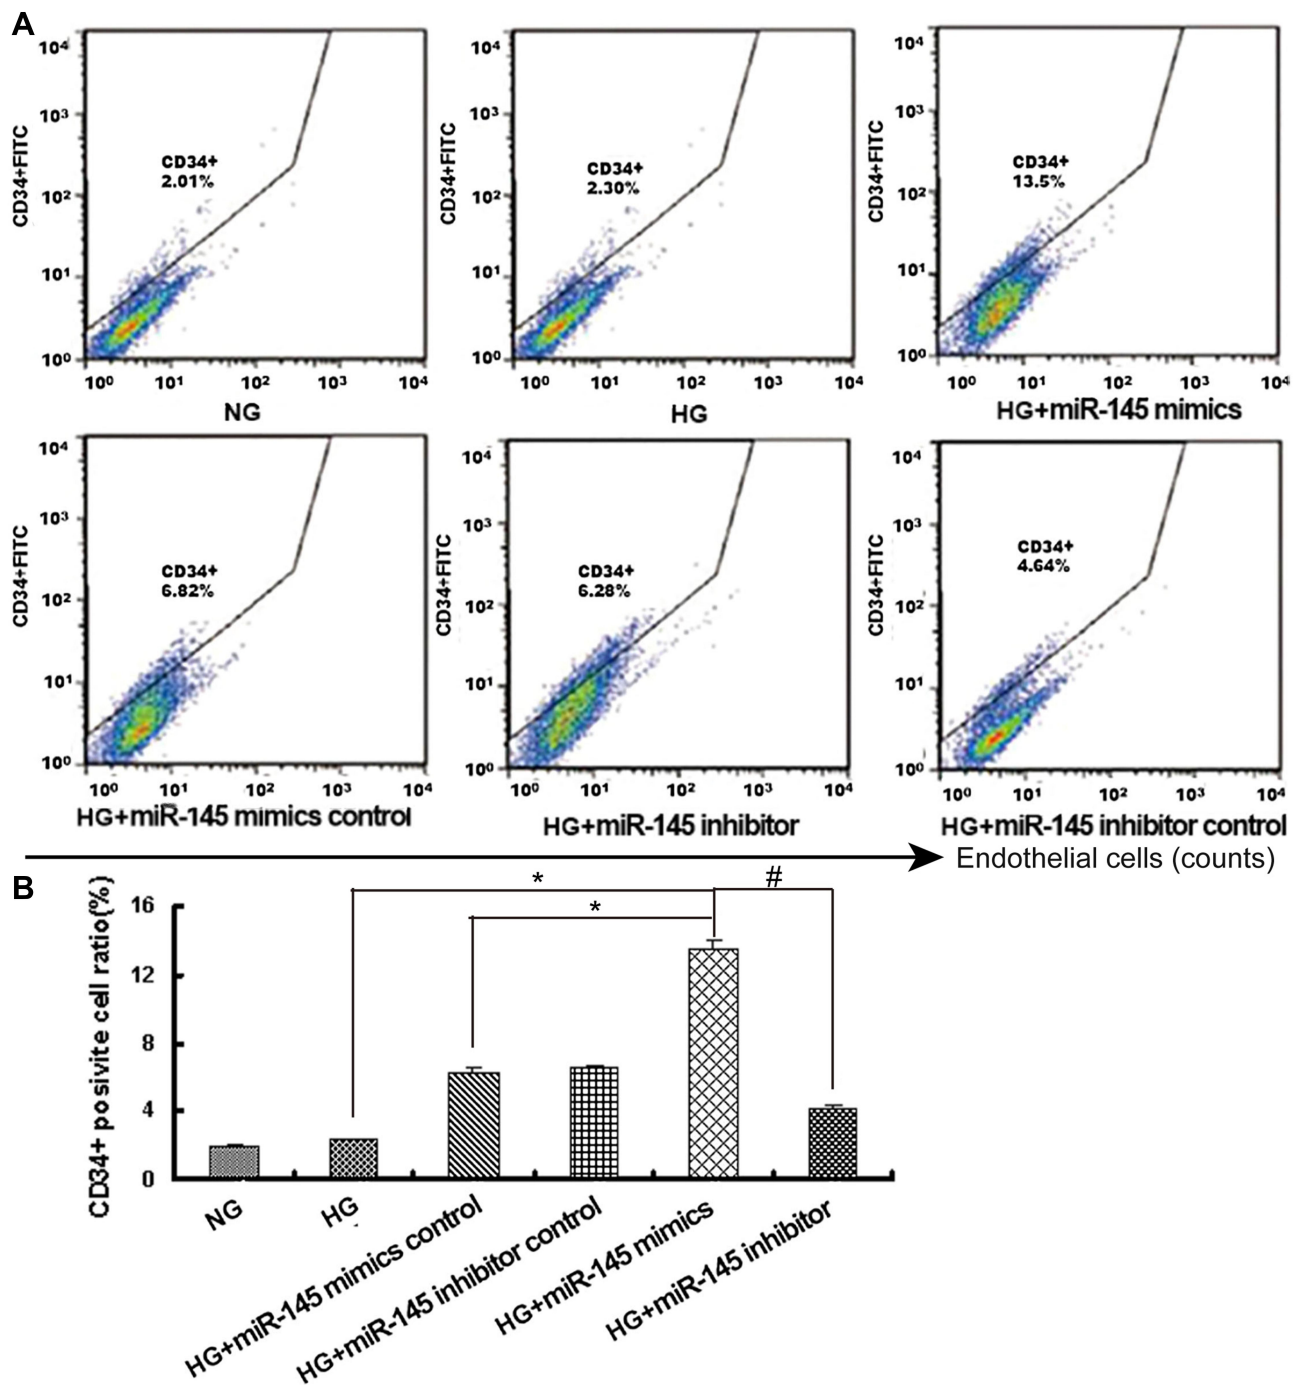 A
CD34+FITC
10⁴
10³
10²
10¹
10⁰
CD34+
2.01%
10⁰ 10¹ 10² 10³ 10⁴
NG
CD34+FITC
10⁴
10³
10²
10¹
10⁰
CD34+
2.30%
10⁰ 10¹ 10² 10³ 10⁴
HG
CD34+FITC
10⁴
10³
10²
10¹
10⁰
CD34+
13.5%
10⁰ 10¹ 10² 10³ 10⁴
HG+miR-145 mimics
CD34+FITC
10⁴
10³
10²
10¹
10⁰
CD34+
6.82%
10⁰ 10¹ 10² 10³ 10⁴
HG+miR-145 mimics control
CD34+FITC
10⁴
10³
10²
10¹
10⁰
CD34+
6.28%
10⁰ 10¹ 10² 10³ 10⁴
HG+miR-145 inhibitor
CD34+FITC
10⁴
10³
10²
10¹
10⁰
CD34+
4.64%
10⁰ 10¹ 10² 10³ 10⁴
HG+miR-145 inhibitor control
Endothelial cells (counts)
B
CD34+ posivite cell ratio(%)
16
12
8
4
0
*
*
#
NG
HG
HG+miR-145 mimics control
HG+miR-145 inhibitor control
HG+miR-145 mimics
HG+miR-145 inhibitor